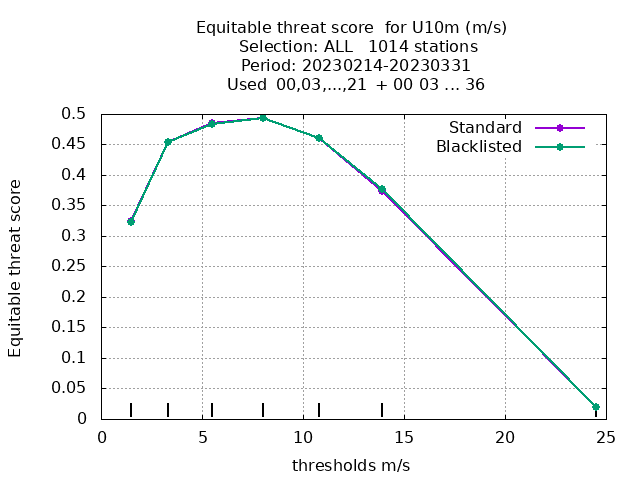 Equitable threat score  for U10m (m/s)
Selection: ALL   1014 stations
Period: 20230214-20230331
Used  00,03,...,21  + 00 03 ... 36
Standard
Blacklisted
0.5
0.45
0.4
0.35
0.3
0.25
0.2
0.15
0.1
0.05
0
Equitable threat score
0 5 10 15 20 25
thresholds m/s